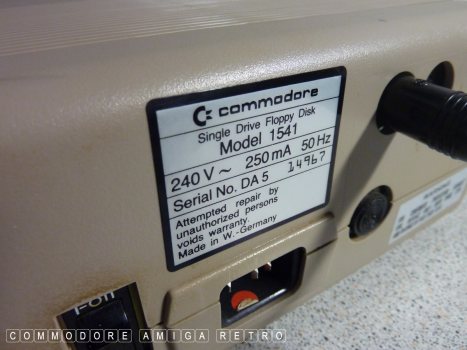 commodore
Single Drive Floppy Disk
Model 1541
240 V ~ 250 mA 50 Hz
Serial No. DA 5 14967
Attempted repair by
unauthorized persons
voids warranty.
Made in W.-Germany
COMMODORE AMIGA RETRO